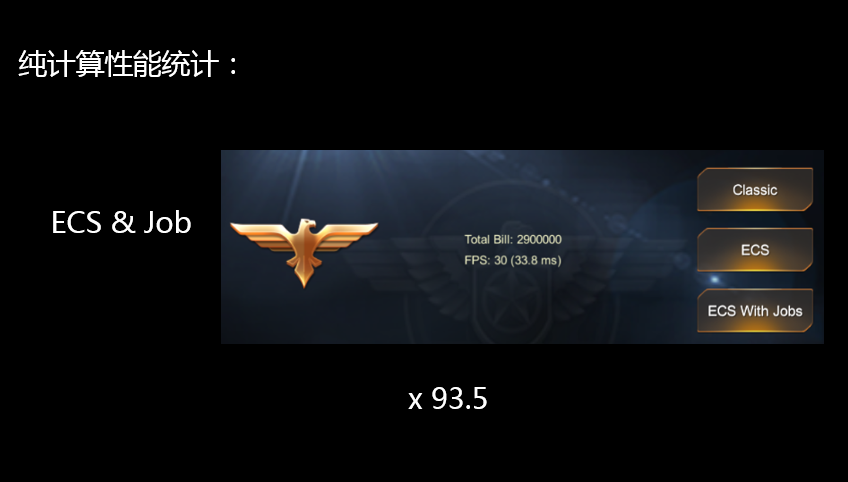 纯计算性能统计：
ECS & Job
Total Bill: 2900000
FPS: 30 (33.8 ms)
Classic
ECS
ECS With Jobs
x 93.5